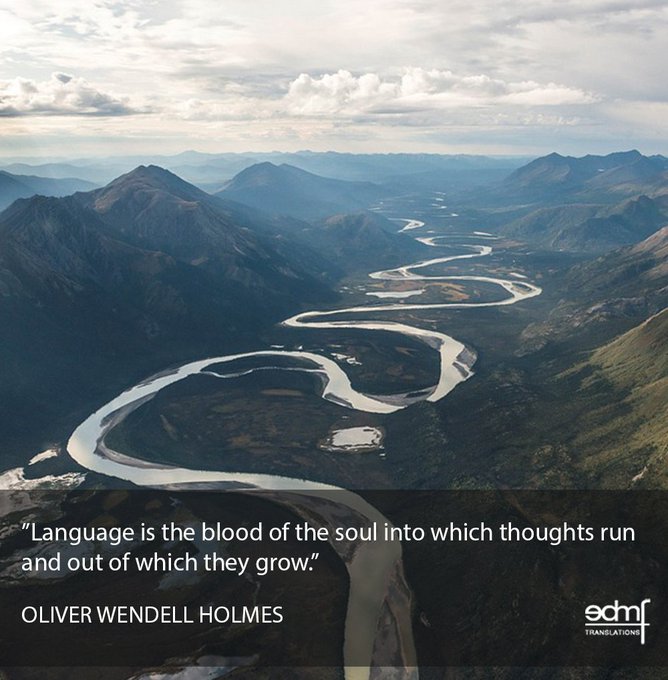 ”Language is the blood of the soul into which thoughts run
and out of which they grow.”
OLIVER WENDELL HOLMES
edmf
TRANSLATIONS